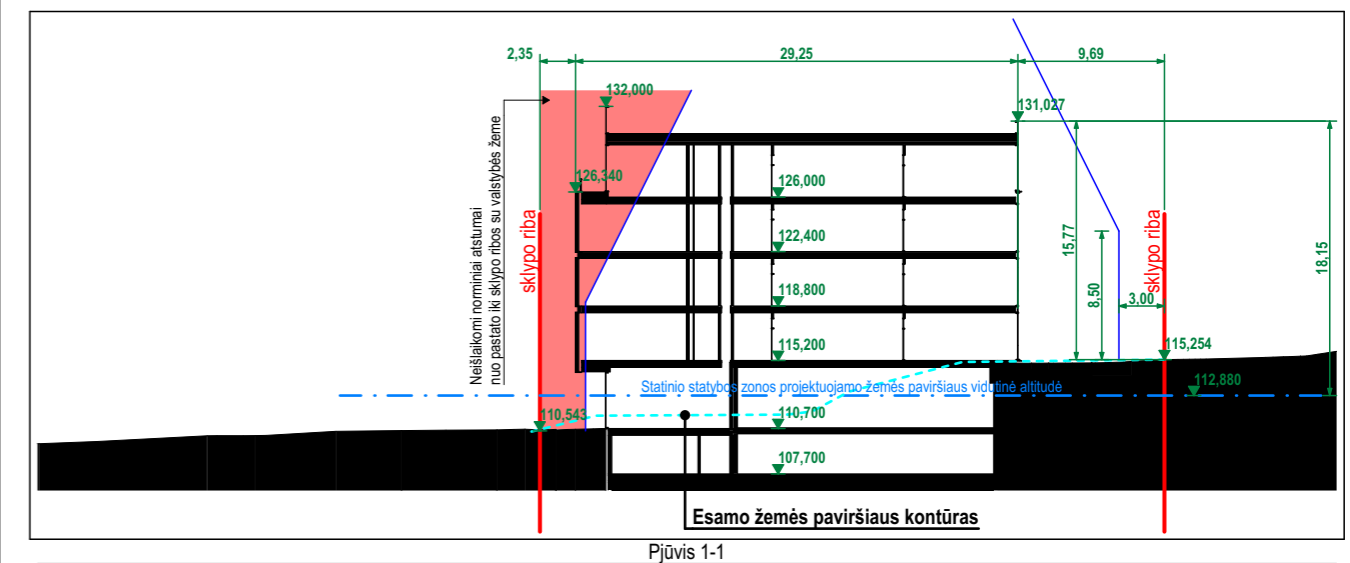 2,35
29,25
9,69
132,000
131,027
Neišlaikomi norminiai atstumai
nuo pastato iki sklypo ribos su valstybės žeme
126,340
126,000
sklypo riba
122,400
15,77
sklypo riba
18,15
118,800
8,50
3,00
115,200
115,254
Statinio statybos zonos projektuojamo žemės paviršiaus vidutinė altitudė
112,880
110,543
110,700
107,700
Esamo žemės paviršiaus kontūras
Pjūvis 1-1